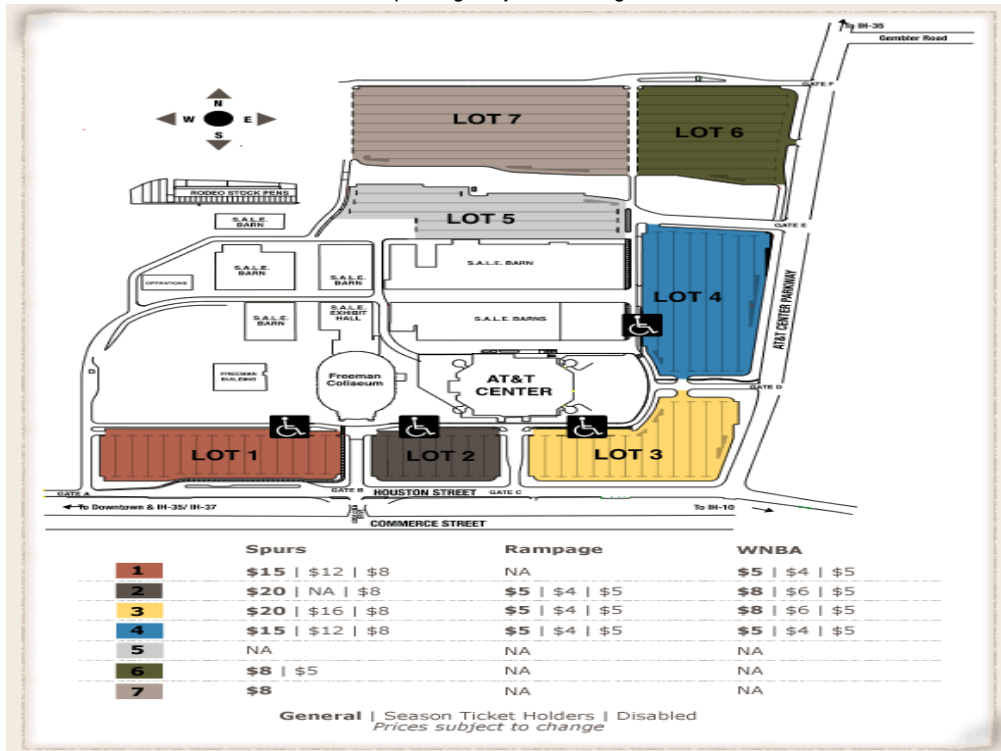 To IH-35
Gembler Road
GATE F
N
W E
S
LOT 7
LOT 6
RODEO STOCK PENS
S.A.L.E.
BARN
LOT 5
GATE E
S.A.L.E.
BARN
S.A.L.E.
BARN
S.A.L.E. BARN
OPERATIONS
LOT 4
AT&T CENTER PARKWAY
S.A.L.E.
BARN
S.A.L.E.
EXHIBIT
HALL
S.A.L.E. BARNS
FREEMAN
BUILDING
Freeman
Coliseum
AT&T
CENTER
GATE D
LOT 1
LOT 2
LOT 3
GATE A
GATE B
HOUSTON STREET
GATE C
To Downtown & IH-35/ IH-37
To IH-10
COMMERCE STREET
Spurs Rampage WNBA
1 $15 | $12 | $8 NA $5 | $4 | $5
2 $20 | NA | $8 $5 | $4 | $5 $8 | $6 | $5
3 $20 | $16 | $8 $5 | $4 | $5 $8 | $6 | $5
4 $15 | $12 | $8 $5 | $4 | $5 $5 | $4 | $5
5 NA NA NA
6 $8 | $5 NA NA
7 $8 NA NA
General | Season Ticket Holders | Disabled
Prices subject to change